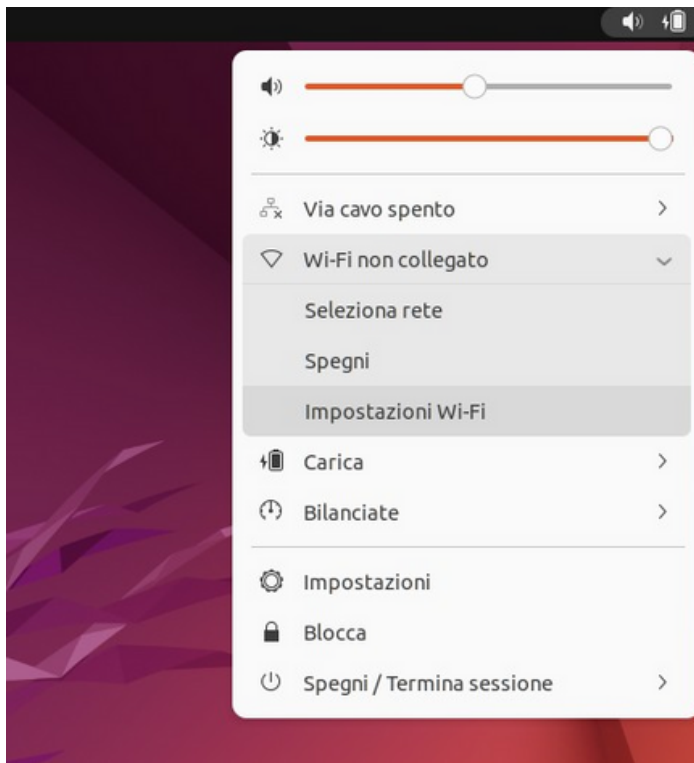 Via cavo spento
Wi-Fi non collegato
Seleziona rete
Spegni
Impostazioni Wi-Fi
Carica
Bilanciate
Impostazioni
Blocca
Spegni / Termina sessione